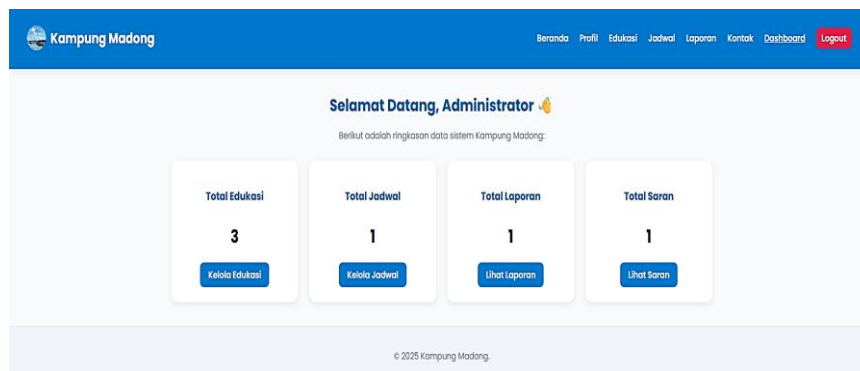 Kampung Madong
Beranda Profil Edukasi Jadwal Laporan Kontak Dashboard Logout
Selamat Datang, Administrator 👋
Berikut adalah ringkasan data sistem Kampung Madong:
Total Edukasi Total Jadwal Total Laporan Total Saran
3 1 1 1
Kelola Edukasi Kelola Jadwal Lihat Laporan Lihat Saran
© 2025 Kampung Madong.